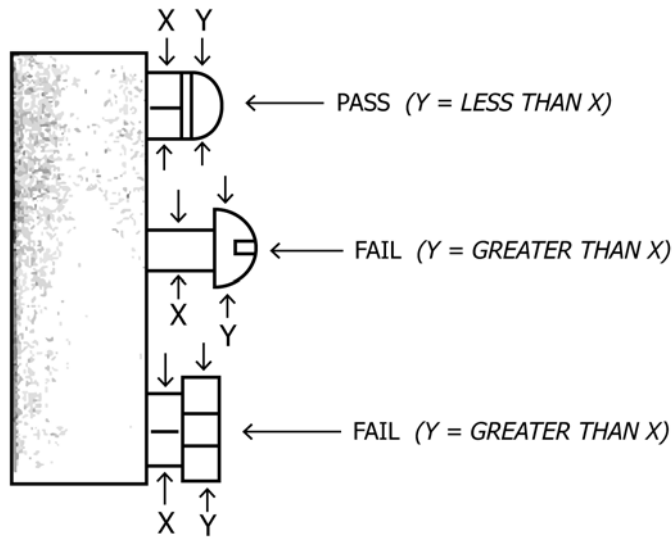 X Y
PASS (Y = LESS THAN X)
FAIL (Y = GREATER THAN X)
X
Y
FAIL (Y = GREATER THAN X)
X
Y